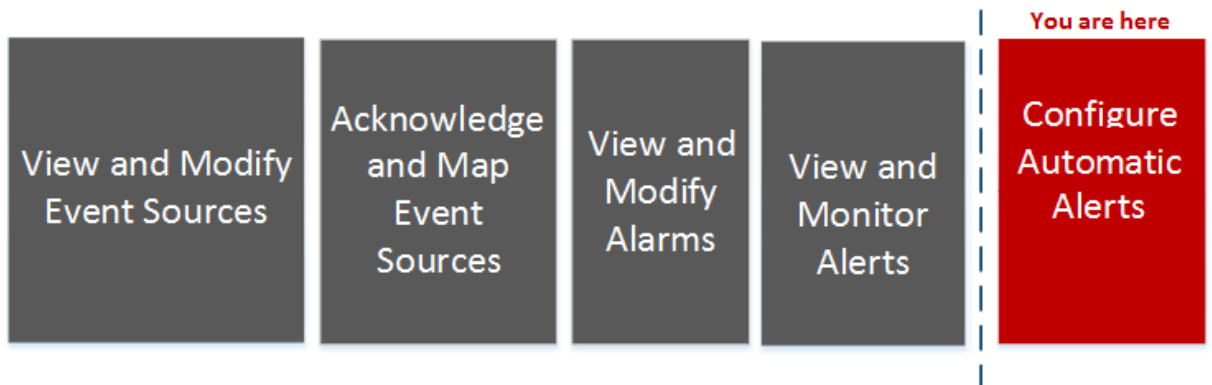 View and Modify
Event Sources
Acknowledge
and Map
Event
Sources
View and
Modify
Alarms
View and
Monitor
Alerts
You are here
Configure
Automatic
Alerts